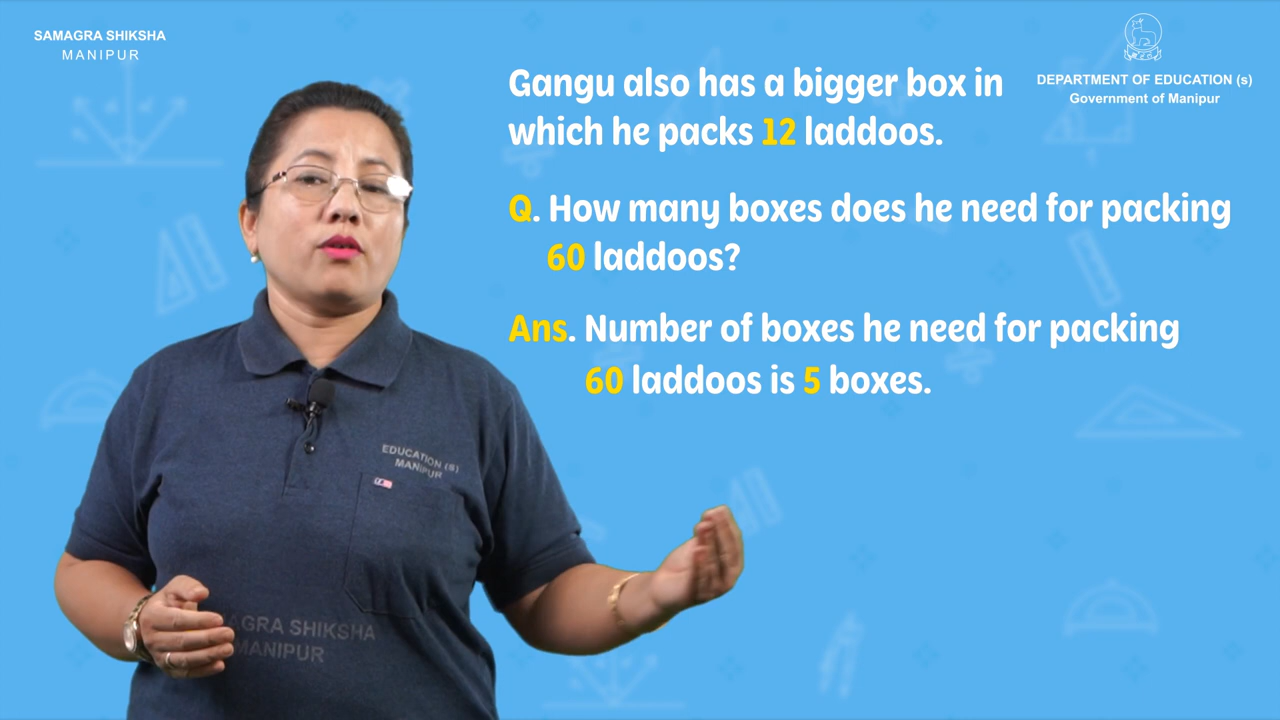 SAMAGRA SHIKSHA
MANIPUR
DEPARTMENT OF EDUCATION (s)
Government of Manipur
Gangu also has a bigger box in
which he packs 12 laddoos.
Q. How many boxes does he need for packing
60 laddoos?
Ans. Number of boxes he need for packing
60 laddoos is 5 boxes.
EDUCATION (s)
MANIPUR
AGRA SHIKSHA
MANIPUR